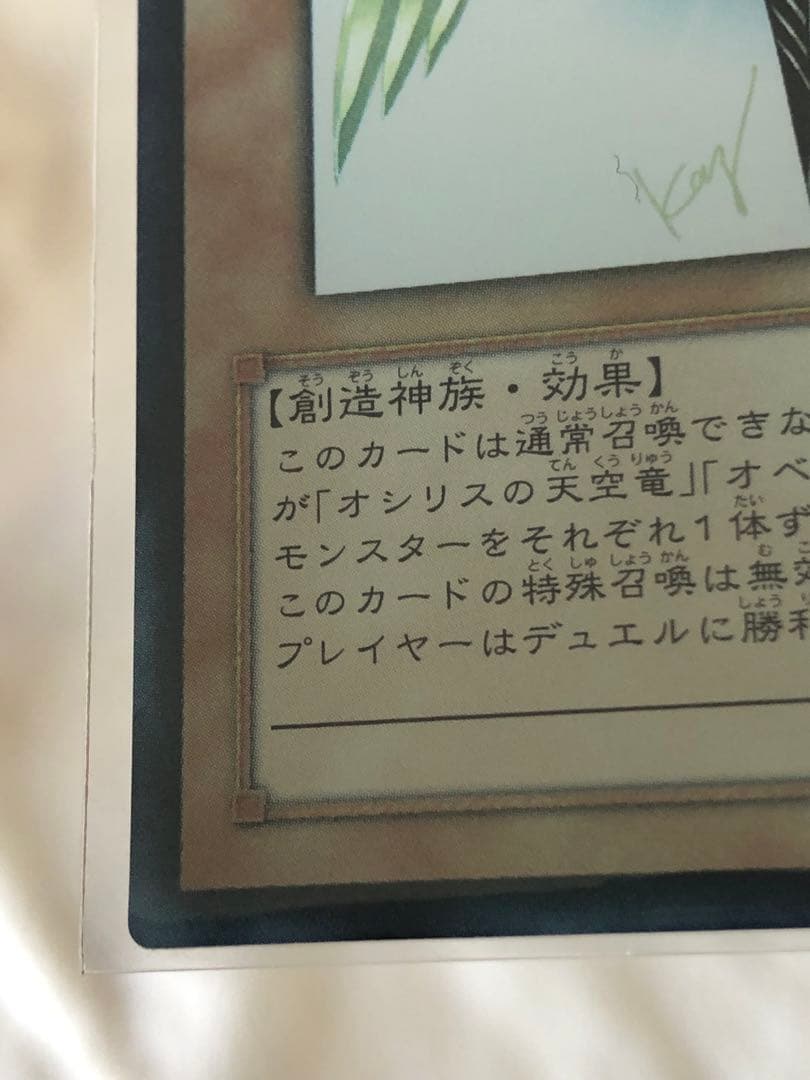 Kay
【創造神族・効果】
このカードは通常召喚できな
が「オシリスの天空竜」「オベ
モンスターをそれぞれ１体ず
このカードの特殊召喚は無効
プレイヤーはデュエルに勝利